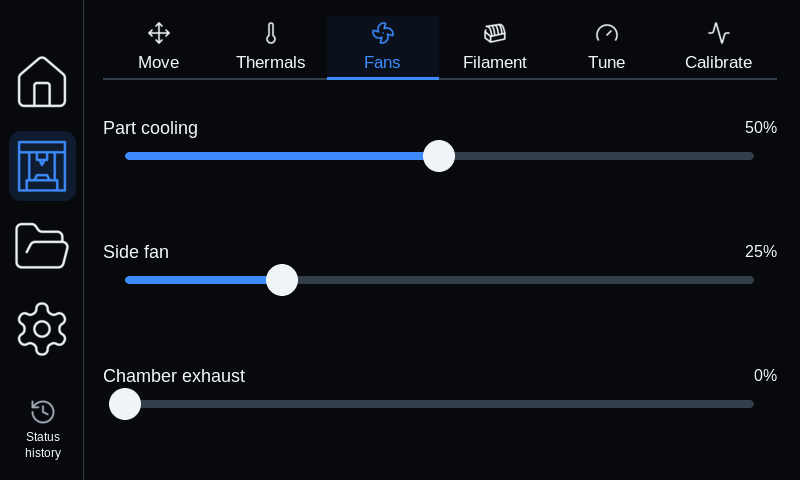 Move
Thermals
Fans
Filament
Tune
Calibrate
Part cooling
50%
Side fan
25%
Chamber exhaust
0%
Status
history